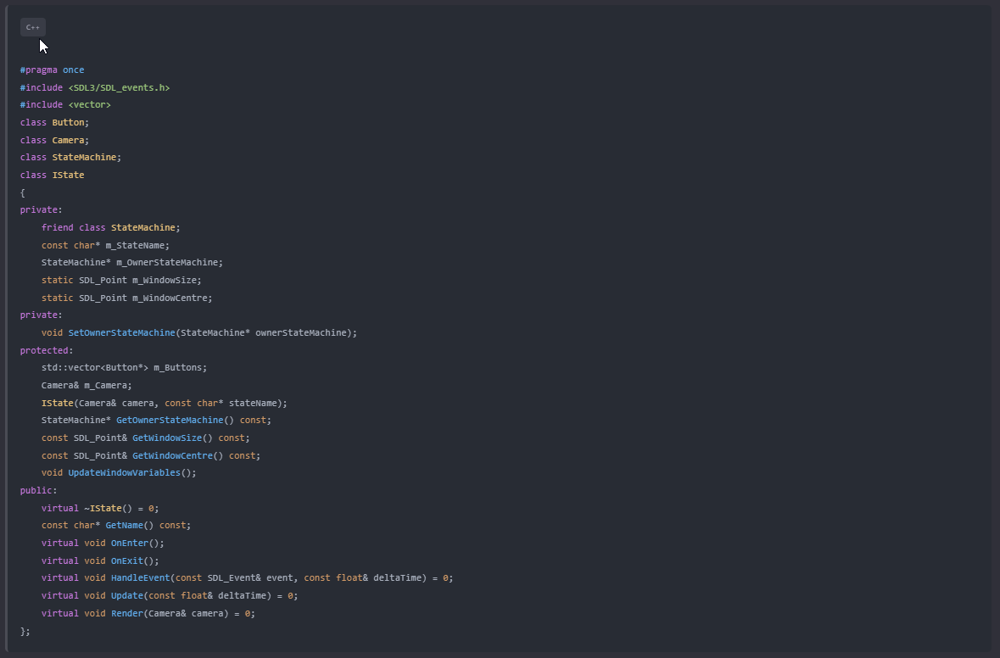 C++
#pragma once
#include <SDL3/SDL_events.h>
#include <vector>
class Button;
class Camera;
class StateMachine;
class IState
{
private:
    friend class StateMachine;
    const char* m_StateName;
    StateMachine* m_OwnerStateMachine;
    static SDL_Point m_WindowSize;
    static SDL_Point m_WindowCentre;
private:
    void SetOwnerStateMachine(StateMachine* ownerStateMachine);
protected:
    std::vector<Button*> m_Buttons;
    Camera& m_Camera;
    IState(Camera& camera, const char* stateName);
    StateMachine* GetOwnerStateMachine() const;
    const SDL_Point& GetWindowSize() const;
    const SDL_Point& GetWindowCentre() const;
    void UpdateWindowVariables();
public:
    virtual ~IState() = 0;
    const char* GetName() const;
    virtual void OnEnter();
    virtual void OnExit();
    virtual void HandleEvent(const SDL_Event& event, const float& deltaTime) = 0;
    virtual void Update(const float& deltaTime) = 0;
    virtual void Render(Camera& camera) = 0;
};